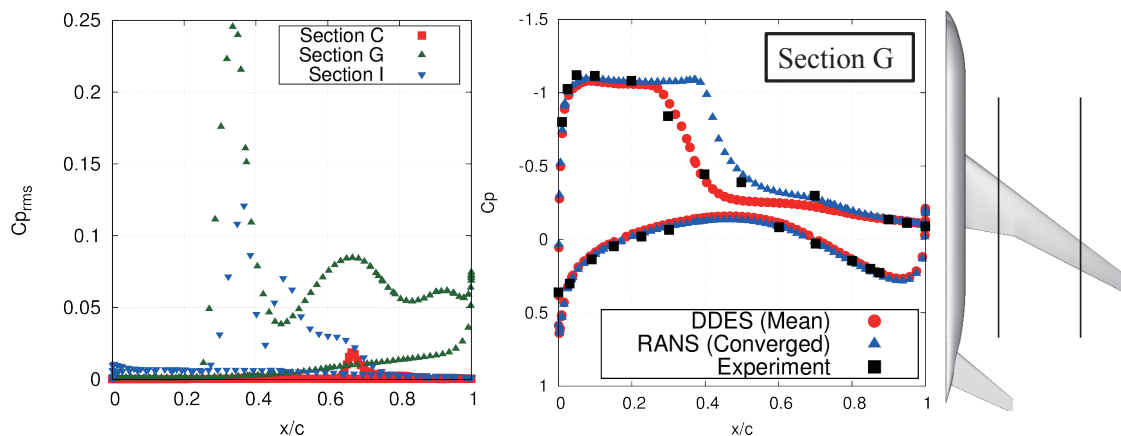 0.25
0.2
0.15
0.1
0.05
0
0 0.2 0.4 0.6 0.8 1
Cp_rms
x/c
Section C
Section G
Section I
-1.5
-1
-0.5
0
0.5
1
0 0.2 0.4 0.6 0.8 1
Cp
x/c
Section G
DDES (Mean)
RANS (Converged)
Experiment